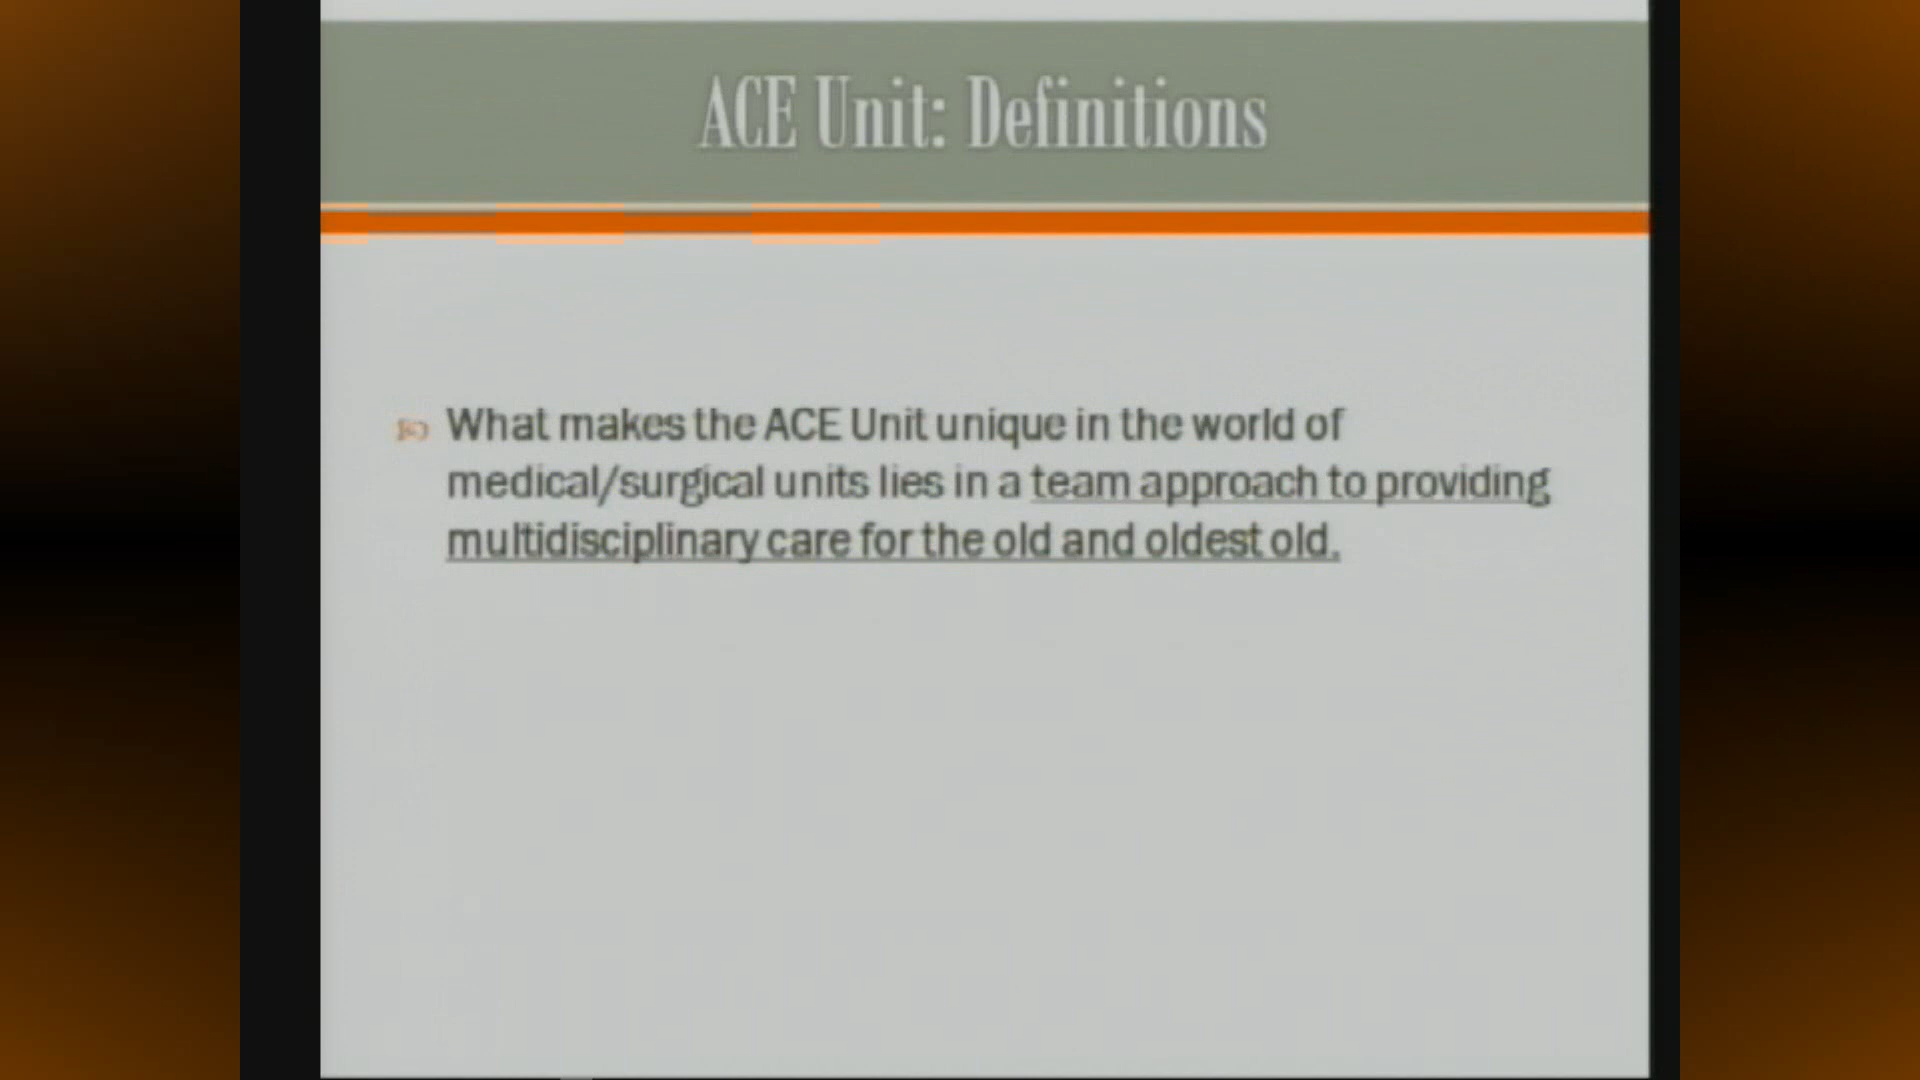 ACE Unit: Definitions
What makes the ACE Unit unique in the world of
medical/surgical units lies in a team approach to providing
multidisciplinary care for the old and oldest old.